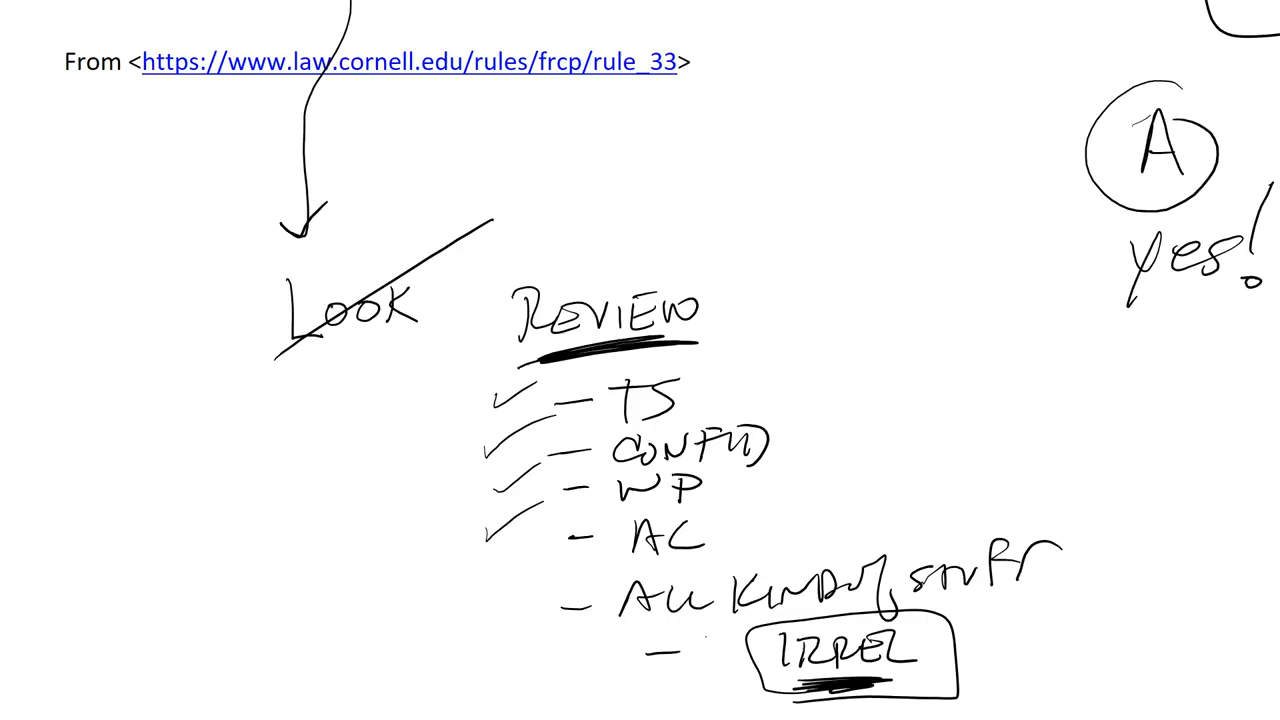 From <https://www.law.cornell.edu/rules/frcp/rule_33>
A
yes!
Look
REVIEW
- TS
- CONFID
- WP
- AC
- ALL KIND of STUFF
- IRREL